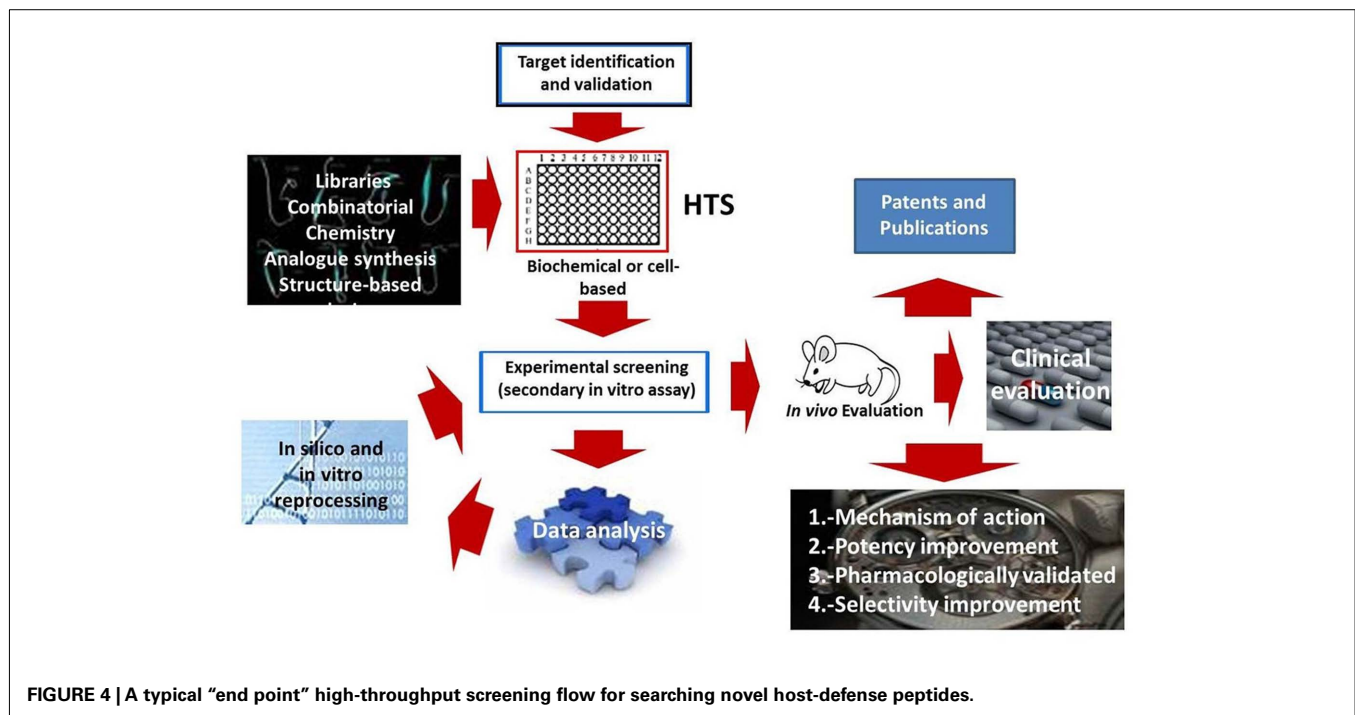 Target identification
and validation
1 2 3 4 5 6 7 8 9 10 11 12
A
B
C
D
E
F
G
H
HTS
Biochemical or cell-
based
Libraries
Combinatorial
Chemistry
Analogue synthesis
Structure-based
Patents and
Publications
Experimental screening
(secondary in vitro assay)
In vivo Evaluation
Clinical
evaluation
In silico and
in vitro
reprocessing
Data analysis
1.-Mechanism of action
2.-Potency improvement
3.-Pharmacologically validated
4.-Selectivity improvement
FIGURE 4 | A typical “end point” high-throughput screening flow for searching novel host-defense peptides.